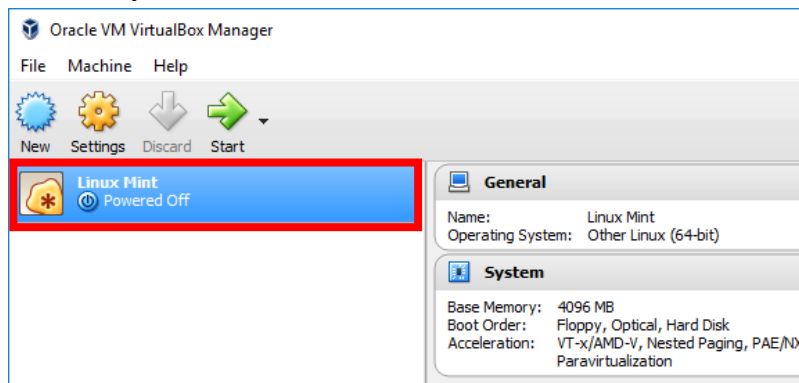 Oracle VM VirtualBox Manager
File Machine Help
New Settings Discard Start
Linux Mint
Powered Off
General
Name: Linux Mint
Operating System: Other Linux (64-bit)
System
Base Memory: 4096 MB
Boot Order: Floppy, Optical, Hard Disk
Acceleration: VT-x/AMD-V, Nested Paging, PAE/NX
Paravirtualization